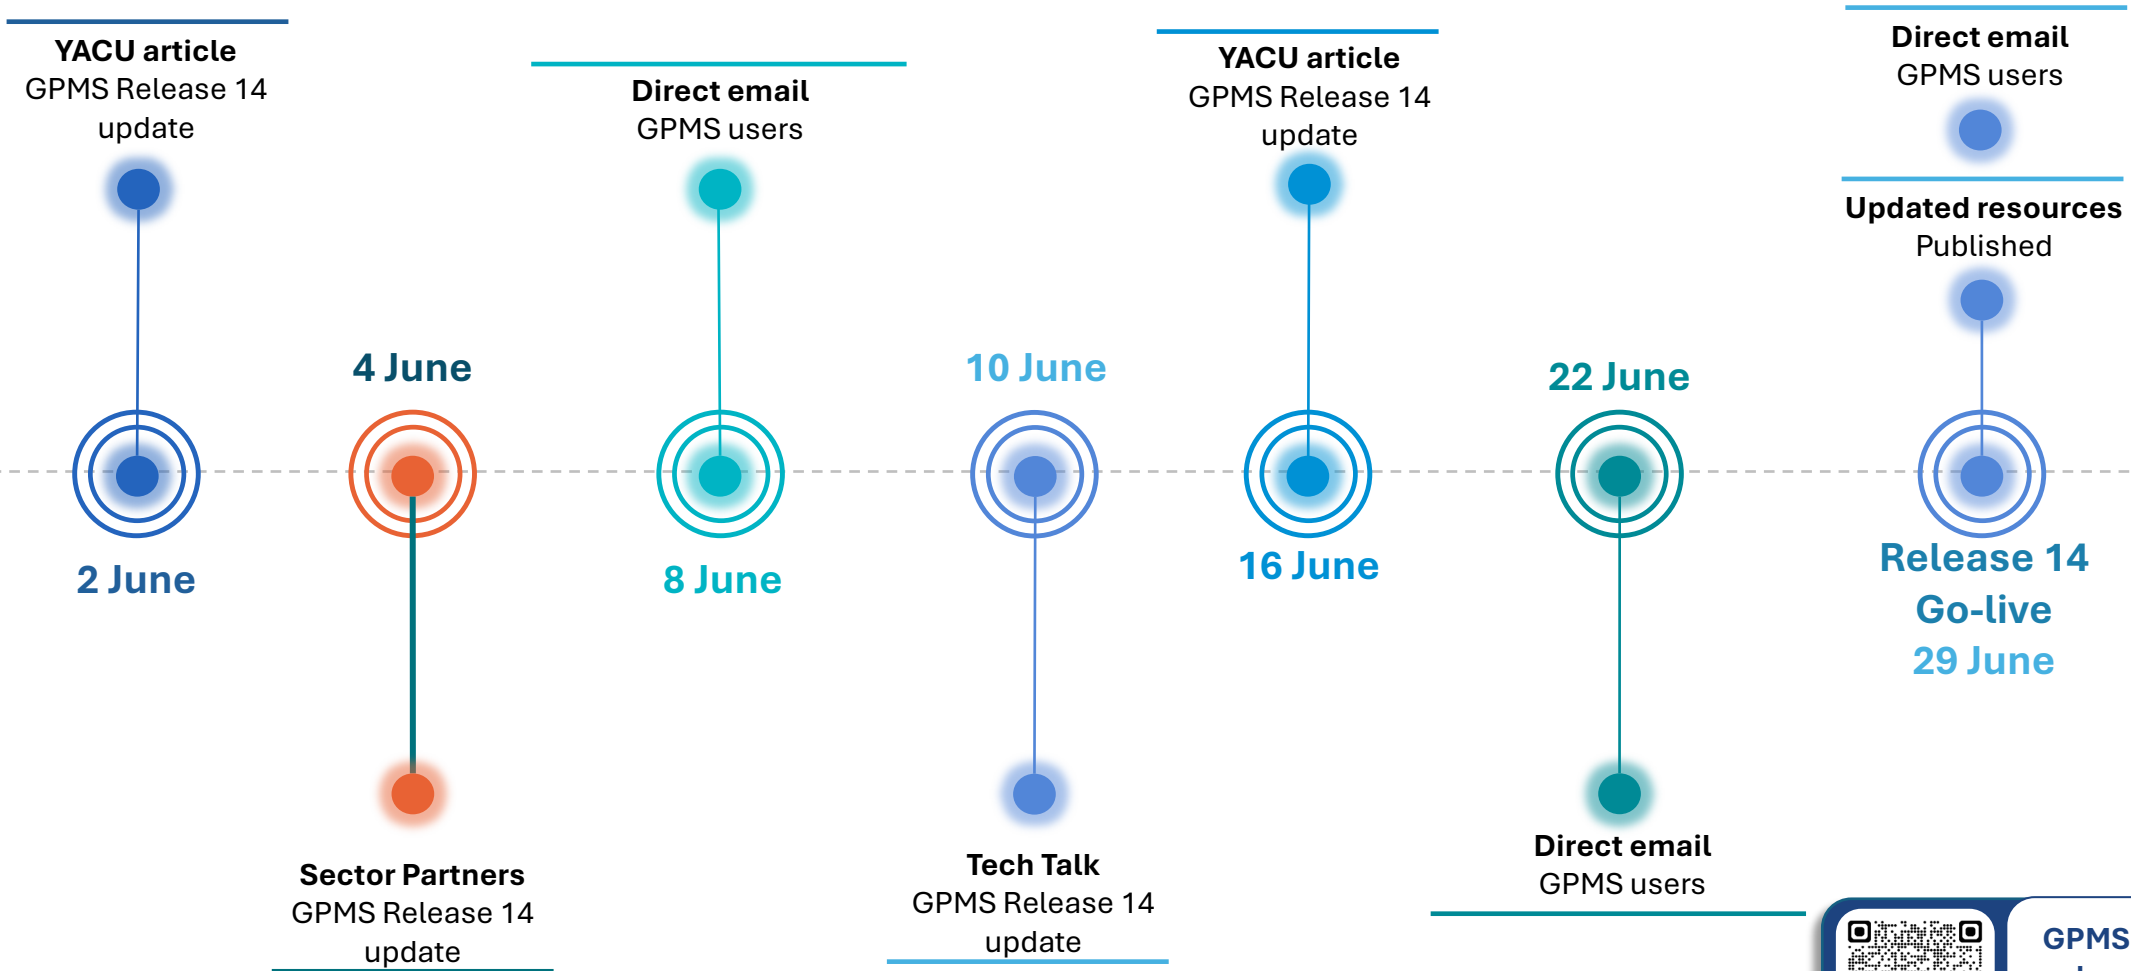 YACU article
GPMS Release 14
update
2 June
4 June
Sector Partners
GPMS Release 14
update
Direct email
GPMS users
8 June
10 June
Tech Talk
GPMS Release 14
update
YACU article
GPMS Release 14
update
16 June
22 June
Direct email
GPMS users
Direct email
GPMS users
Updated resources
Published
Release 14
Go-live
29 June
GPMS